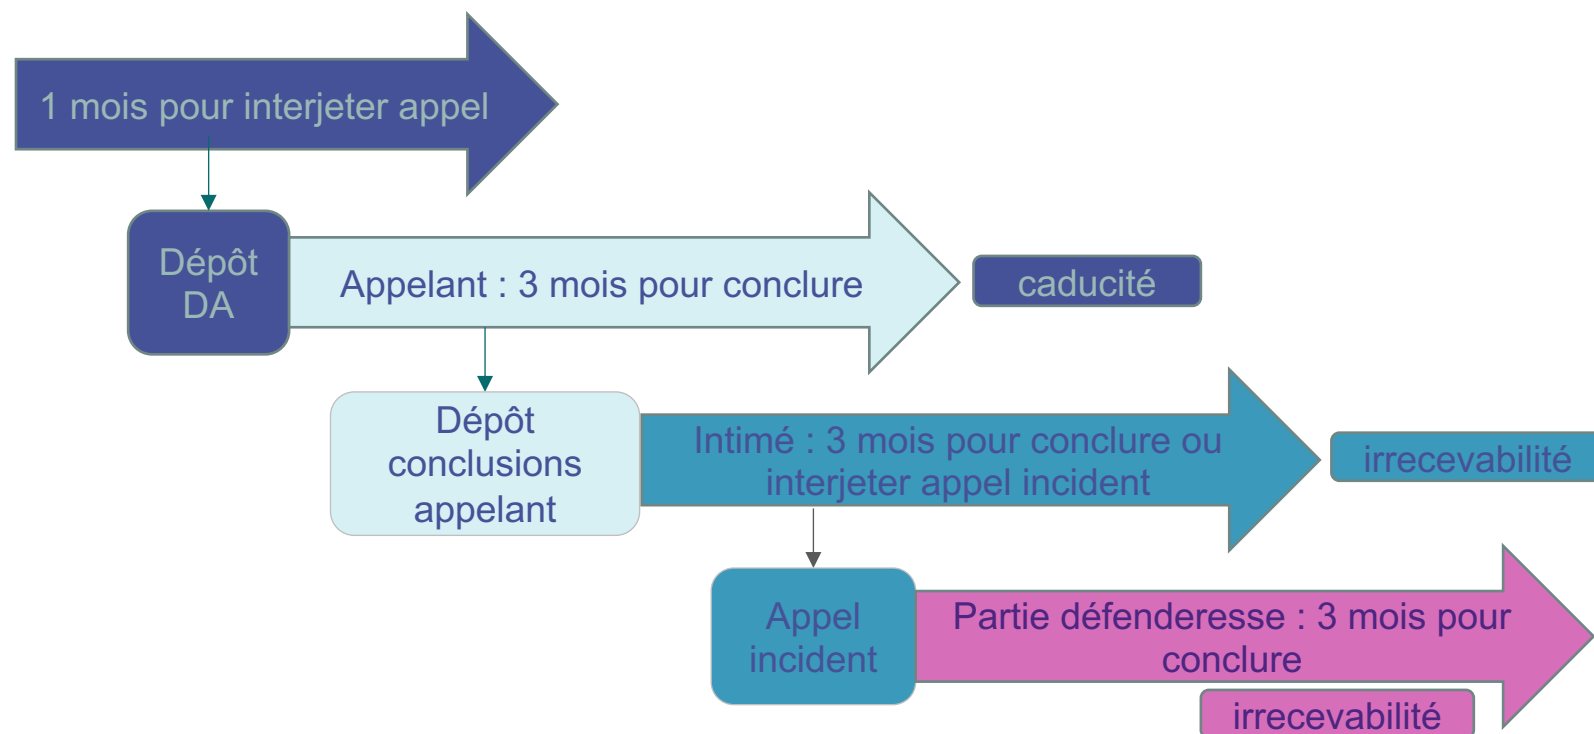 1 mois pour interjeter appel
Dépôt
DA
Appelant : 3 mois pour conclure
caducité
Dépôt
conclusions
appelant
Intimé : 3 mois pour conclure ou
interjeter appel incident
irrecevabilité
Appel
incident
Partie défenderesse : 3 mois pour
conclure
irrecevabilité